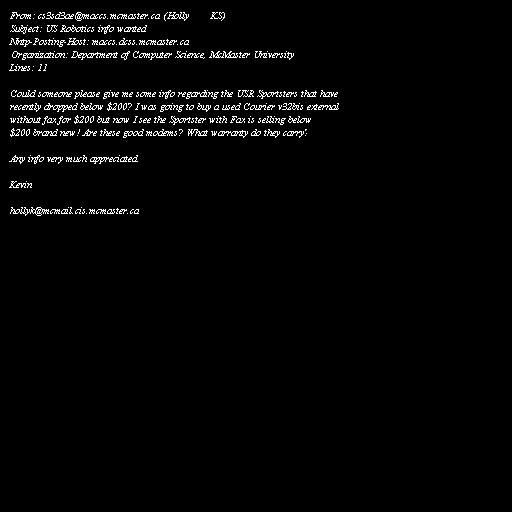 From: cs3sd3ae@maccs.mcmaster.ca (Holly KS)
Subject: US Robotics info wanted
Nntp-Posting-Host: maccs.dcss.mcmaster.ca
Organization: Department of Computer Science, McMaster University
Lines: 11
Could someone please give me some info regarding the USR Sportsters that have
recently dropped below $200? I was going to buy a used Courier v32bis external
without fax for $200 but now I see the Sportster with Fax is selling below
$200 brand new! Are these good modems? What warranty do they carry?
Any info very much appreciated.
Kevin
hollyk@mcmail.cis.mcmaster.ca